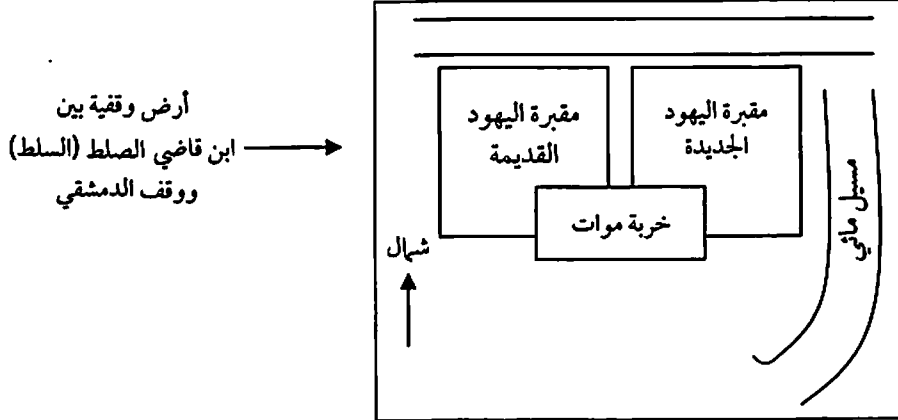 أرض وقفية بين
ابن قاضي الصلط (السلط)
ووقف الدمشقي
مقبرة اليهود
الجديدة
مقبرة اليهود
القديمة
خربة موات
مسيل مائي
شمال